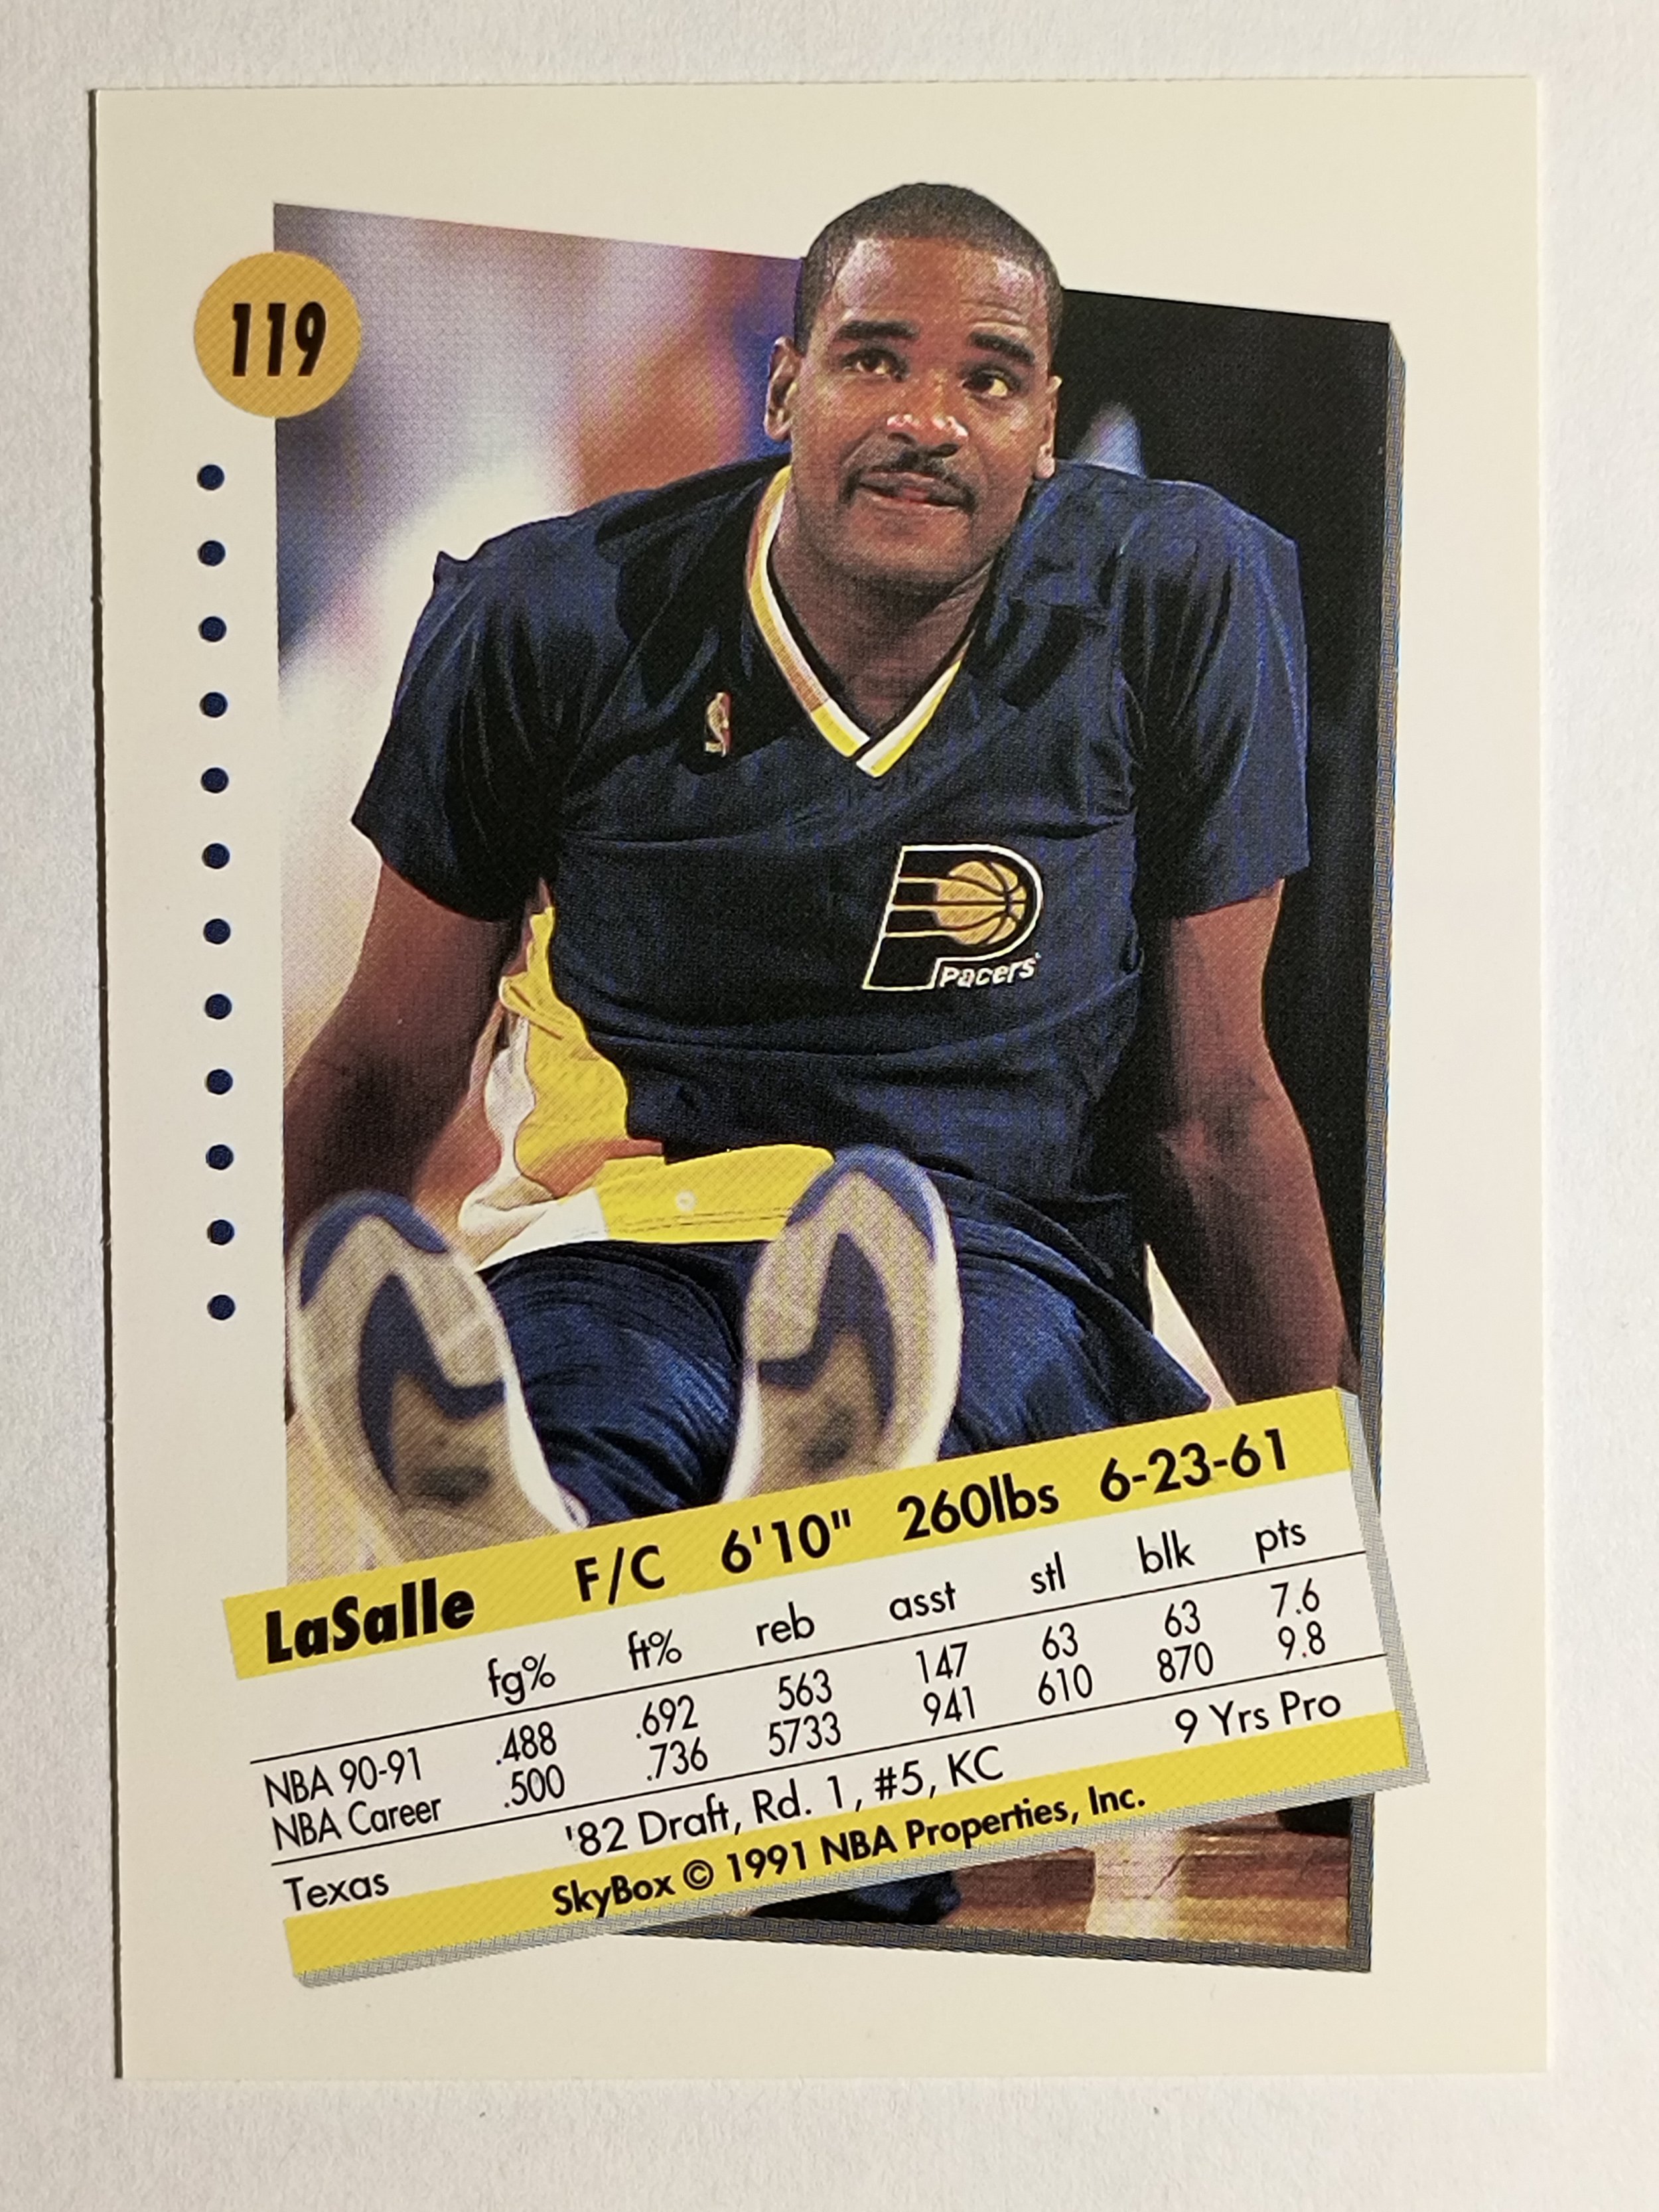 119
Pacers
LaSalle F/C 6'10" 260lbs 6-23-61
fg% ft% reb asst stl blk pts
NBA 90-91 .488 .692 563 147 63 63 7.6
NBA Career .500 .736 5733 941 610 870 9.8
Texas '82 Draft, Rd. 1, #5, KC 9 Yrs Pro
SkyBox © 1991 NBA Properties, Inc.